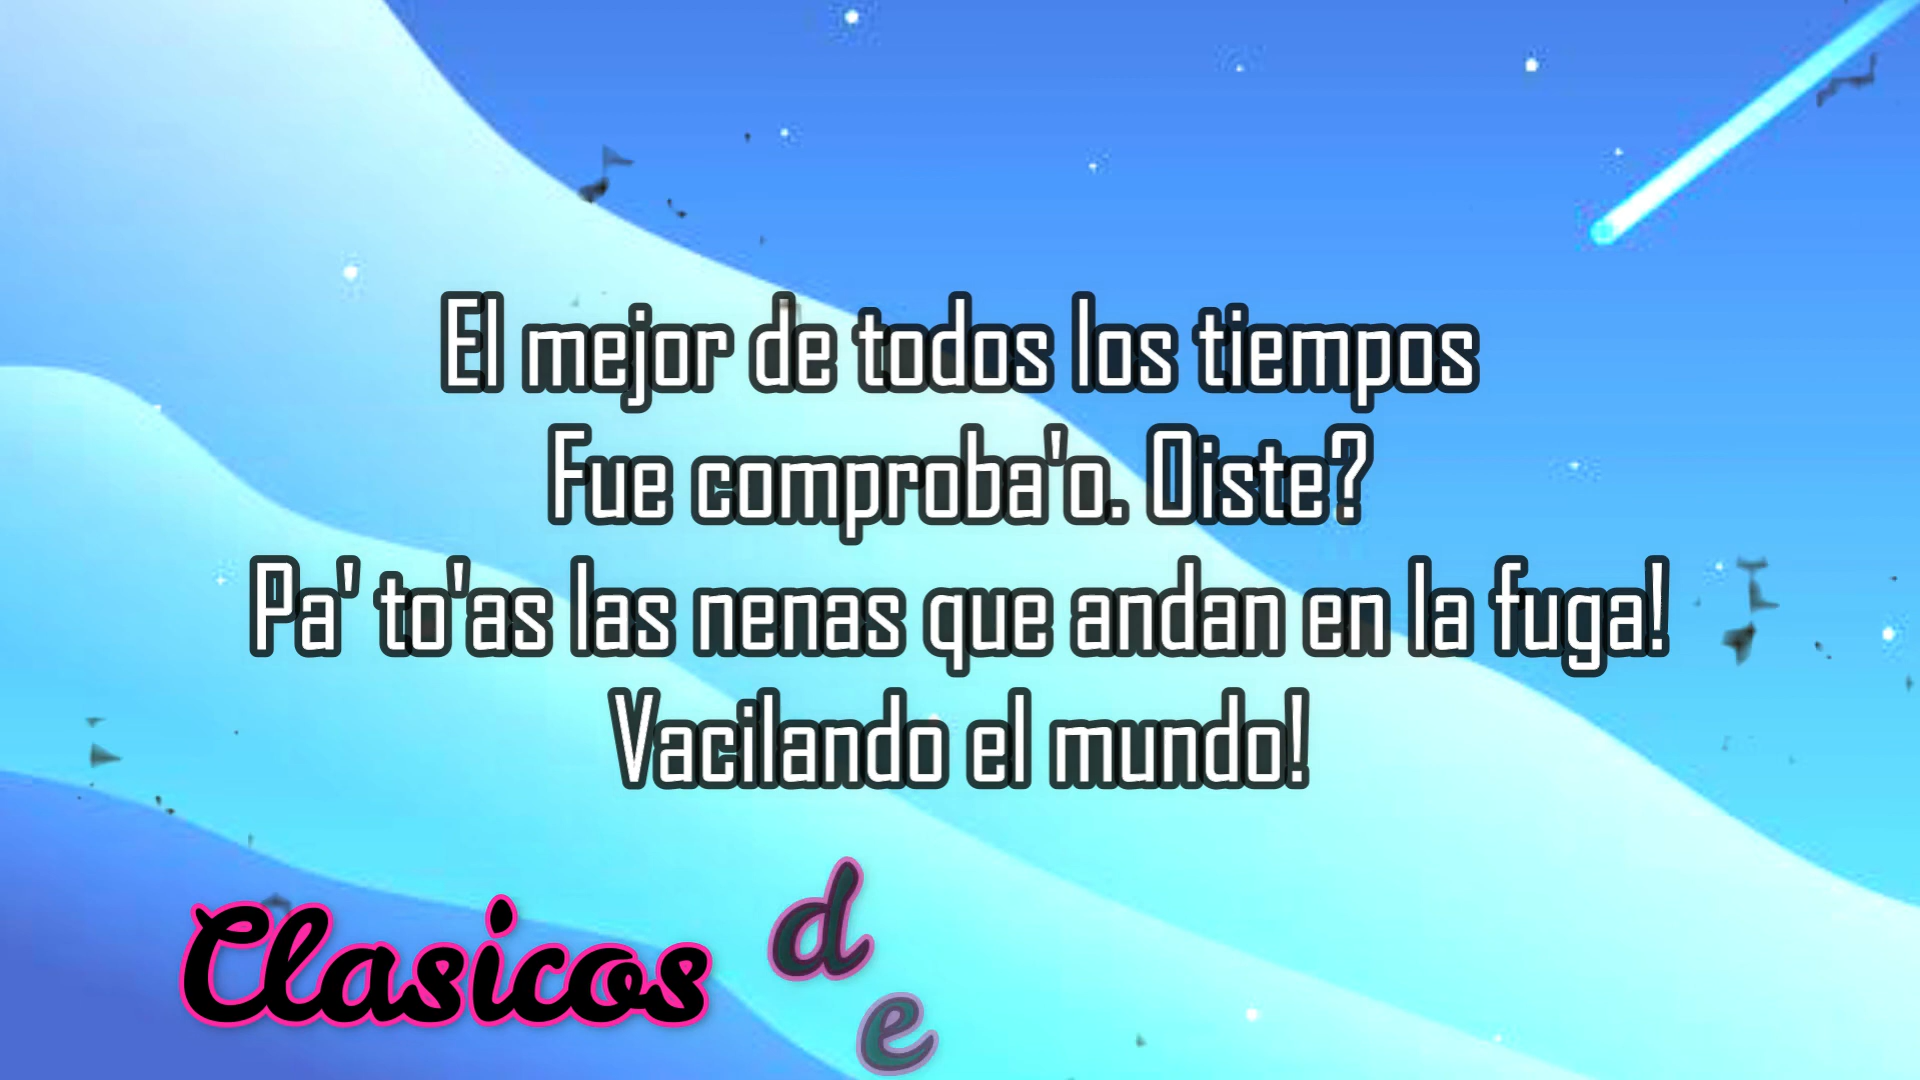 El mejor de todos los tiempos
Fue comproba'o. Oiste?
Pa' to'as las nenas que andan en la fuga!
Vacilando el mundo!
Clasicos de